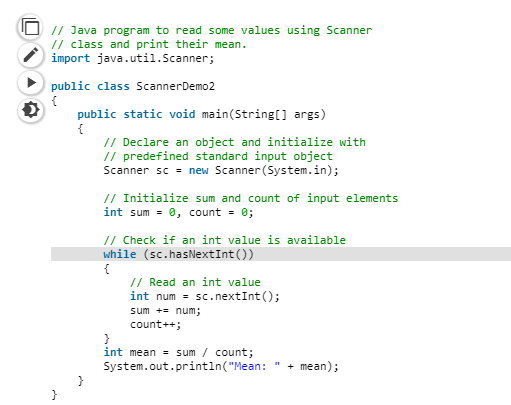 // Java program to read some values using Scanner
// class and print their mean.
import java.util.Scanner;

public class ScannerDemo2
{
    public static void main(String[] args)
    {
        // Declare an object and initialize with
        // predefined standard input object
        Scanner sc = new Scanner(System.in);

        // Initialize sum and count of input elements
        int sum = 0, count = 0;

        // Check if an int value is available
        while (sc.hasNextInt())
        {
            // Read an int value
            int num = sc.nextInt();
            sum += num;
            count++;
        }
        int mean = sum / count;
        System.out.println("Mean: " + mean);
    }
}